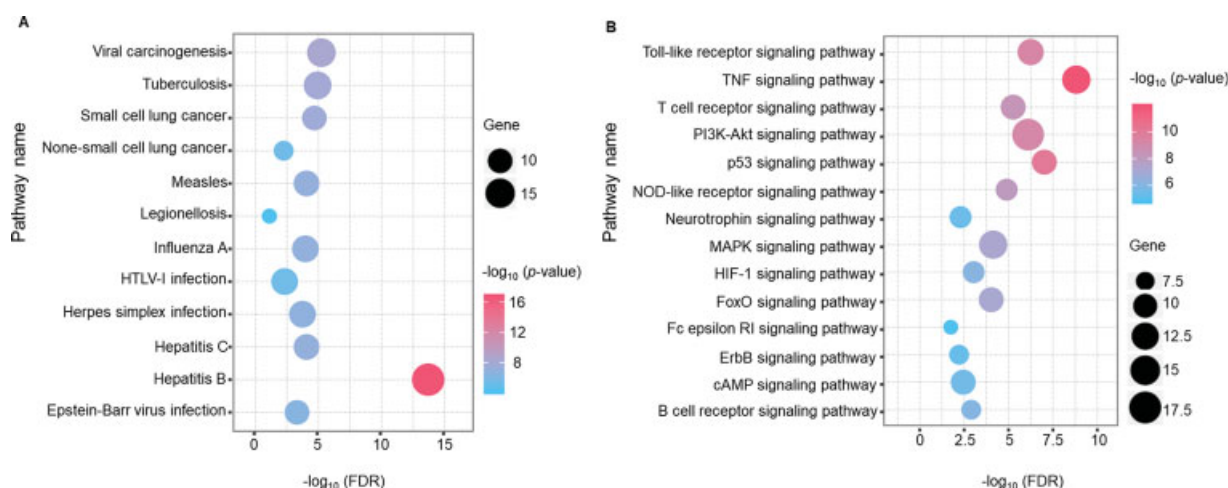 A
Pathway name
Viral carcinogenesis
Tuberculosis
Small cell lung cancer
None-small cell lung cancer
Measles
Legionellosis
Influenza A
HTLV-I infection
Herpes simplex infection
Hepatitis C
Hepatitis B
Epstein-Barr virus infection
0 5 10 15
-log10 (FDR)
Gene
10
15
-log10 (p-value)
16
12
8
B
Pathway name
Toll-like receptor signaling pathway
TNF signaling pathway
T cell receptor signaling pathway
PI3K-Akt signaling pathway
p53 signaling pathway
NOD-like receptor signaling pathway
Neurotrophin signaling pathway
MAPK signaling pathway
HIF-1 signaling pathway
FoxO signaling pathway
Fc epsilon RI signaling pathway
ErbB signaling pathway
cAMP signaling pathway
B cell receptor signaling pathway
0 2.5 5 7.5 10
-log10 (FDR)
-log10 (p-value)
10
8
6
Gene
7.5
10
12.5
15
17.5